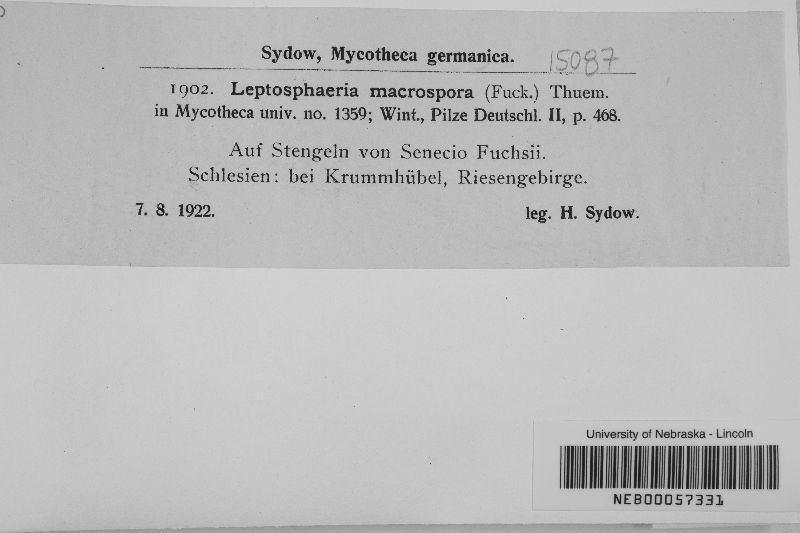 Sydow, Mycotheca germanica. 15087
1902. Leptosphaeria macrospora (Fuck.) Thuem.
in Mycotheca univ. no. 1359; Wint., Pilze Deutschl. II, p. 468.
Auf Stengeln von Senecio Fuchsii.
Schlesien: bei Krummhübel, Riesengebirge.
7. 8. 1922. leg. H. Sydow.
University of Nebraska - Lincoln
NEB00057331